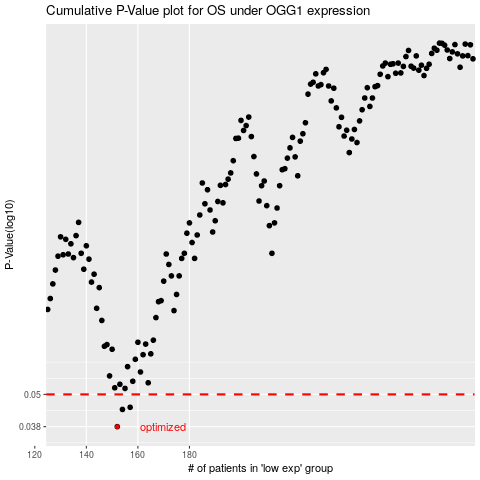 Cumulative P-Value plot for OS under OGG1 expression
P-Value(log10)
0.05
0.038
optimized
120 140 160 180
# of patients in 'low exp' group